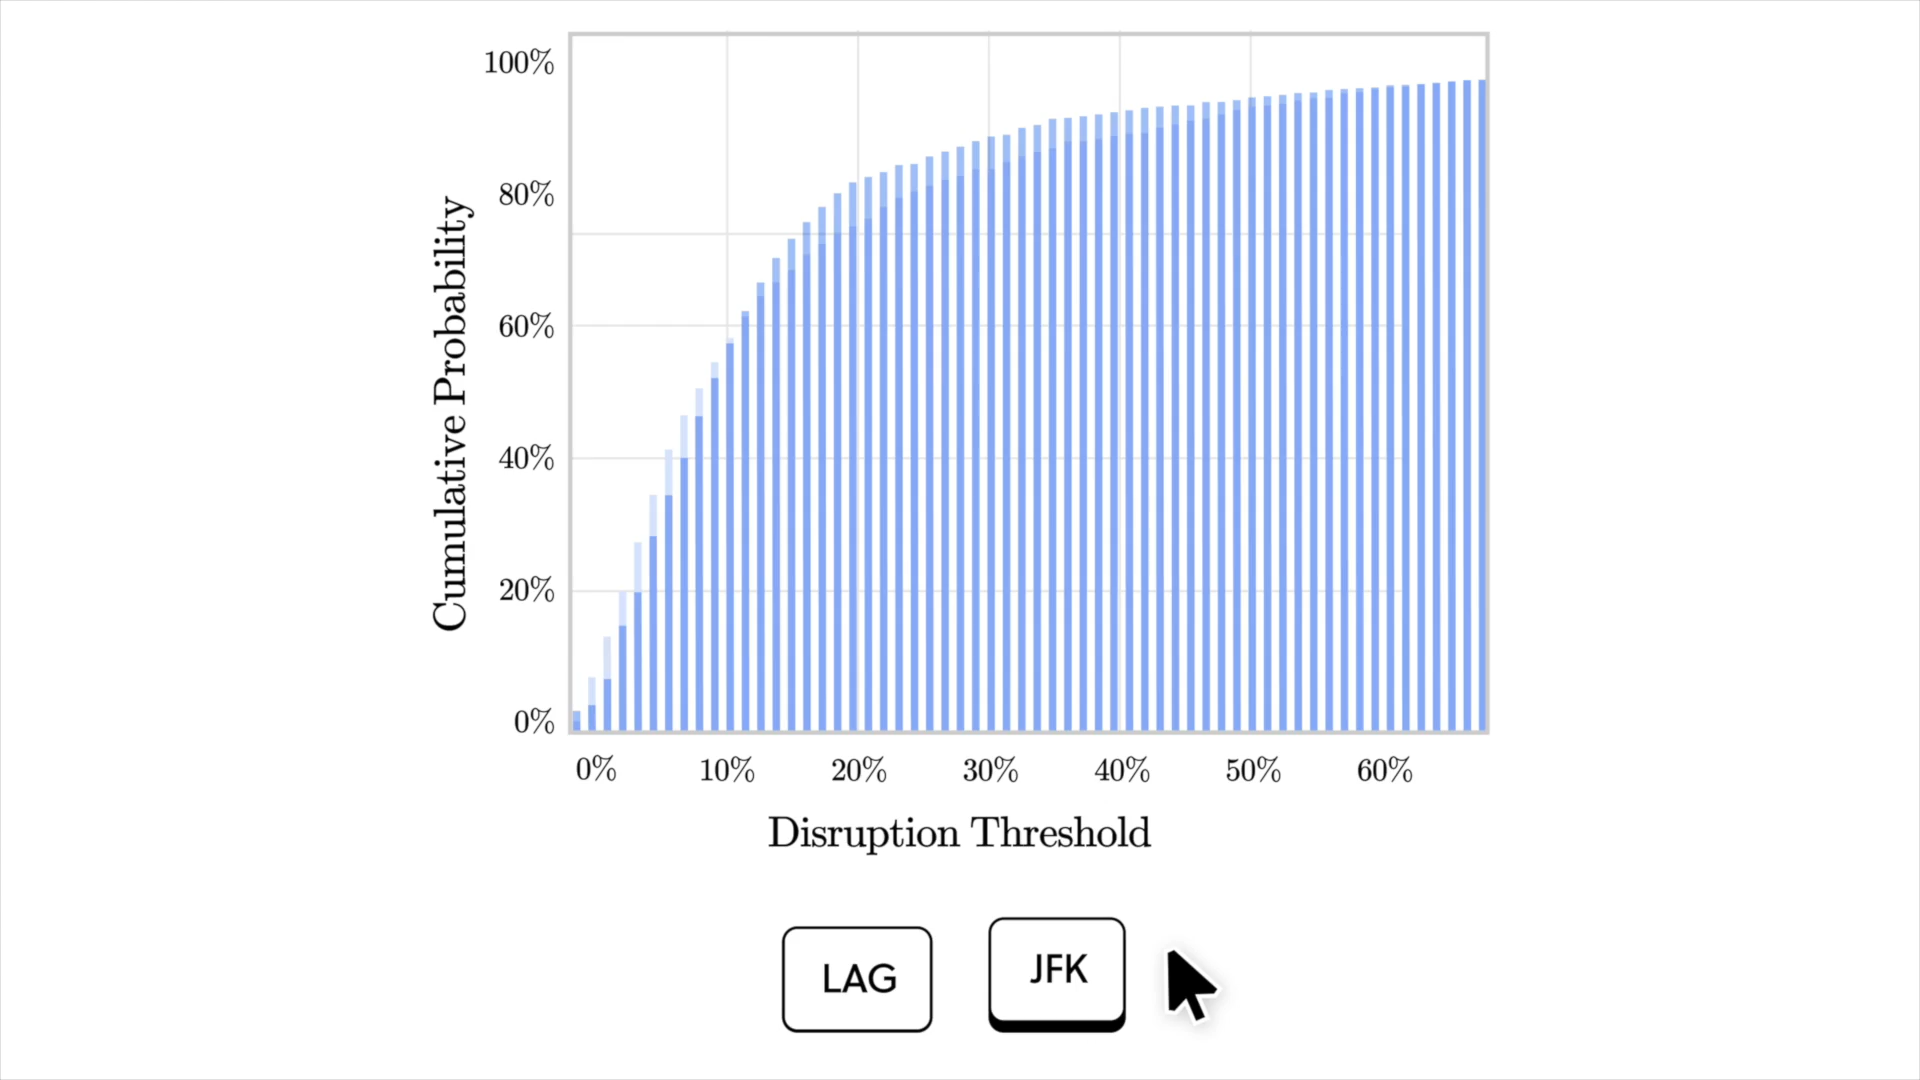 100%
80%
60%
40%
20%
0%
Cumulative Probability
0% 10% 20% 30% 40% 50% 60%
Disruption Threshold
LAG JFK